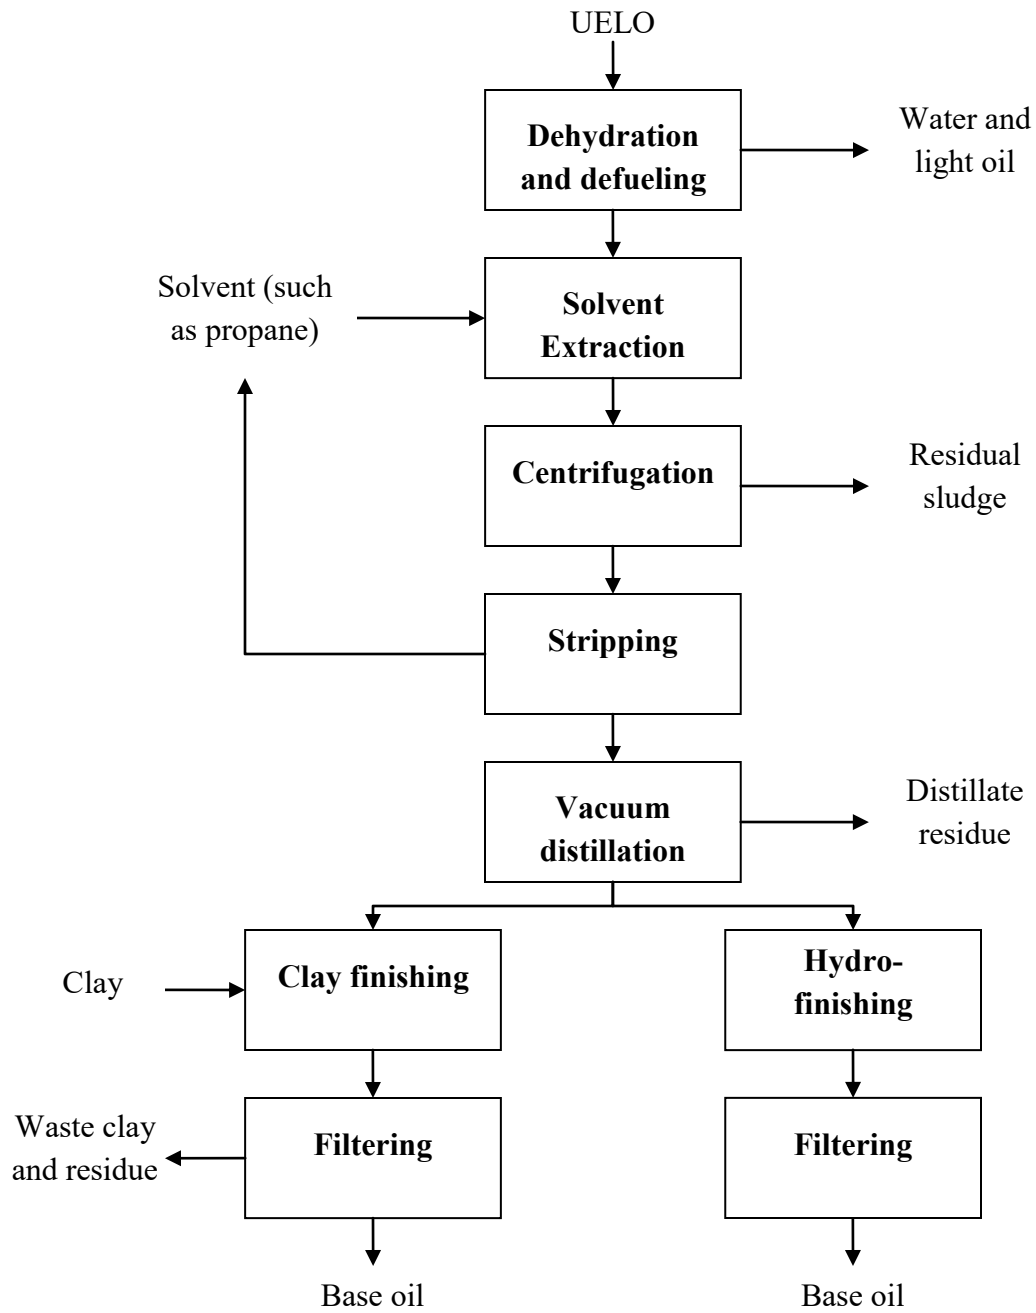 UELO
Dehydration
and defueling
Water and
light oil
Solvent (such
as propane)
Solvent
Extraction
Centrifugation
Residual
sludge
Stripping
Vacuum
distillation
Distillate
residue
Clay
Clay finishing
Hydro-
finishing
Waste clay
and residue
Filtering
Filtering
Base oil
Base oil